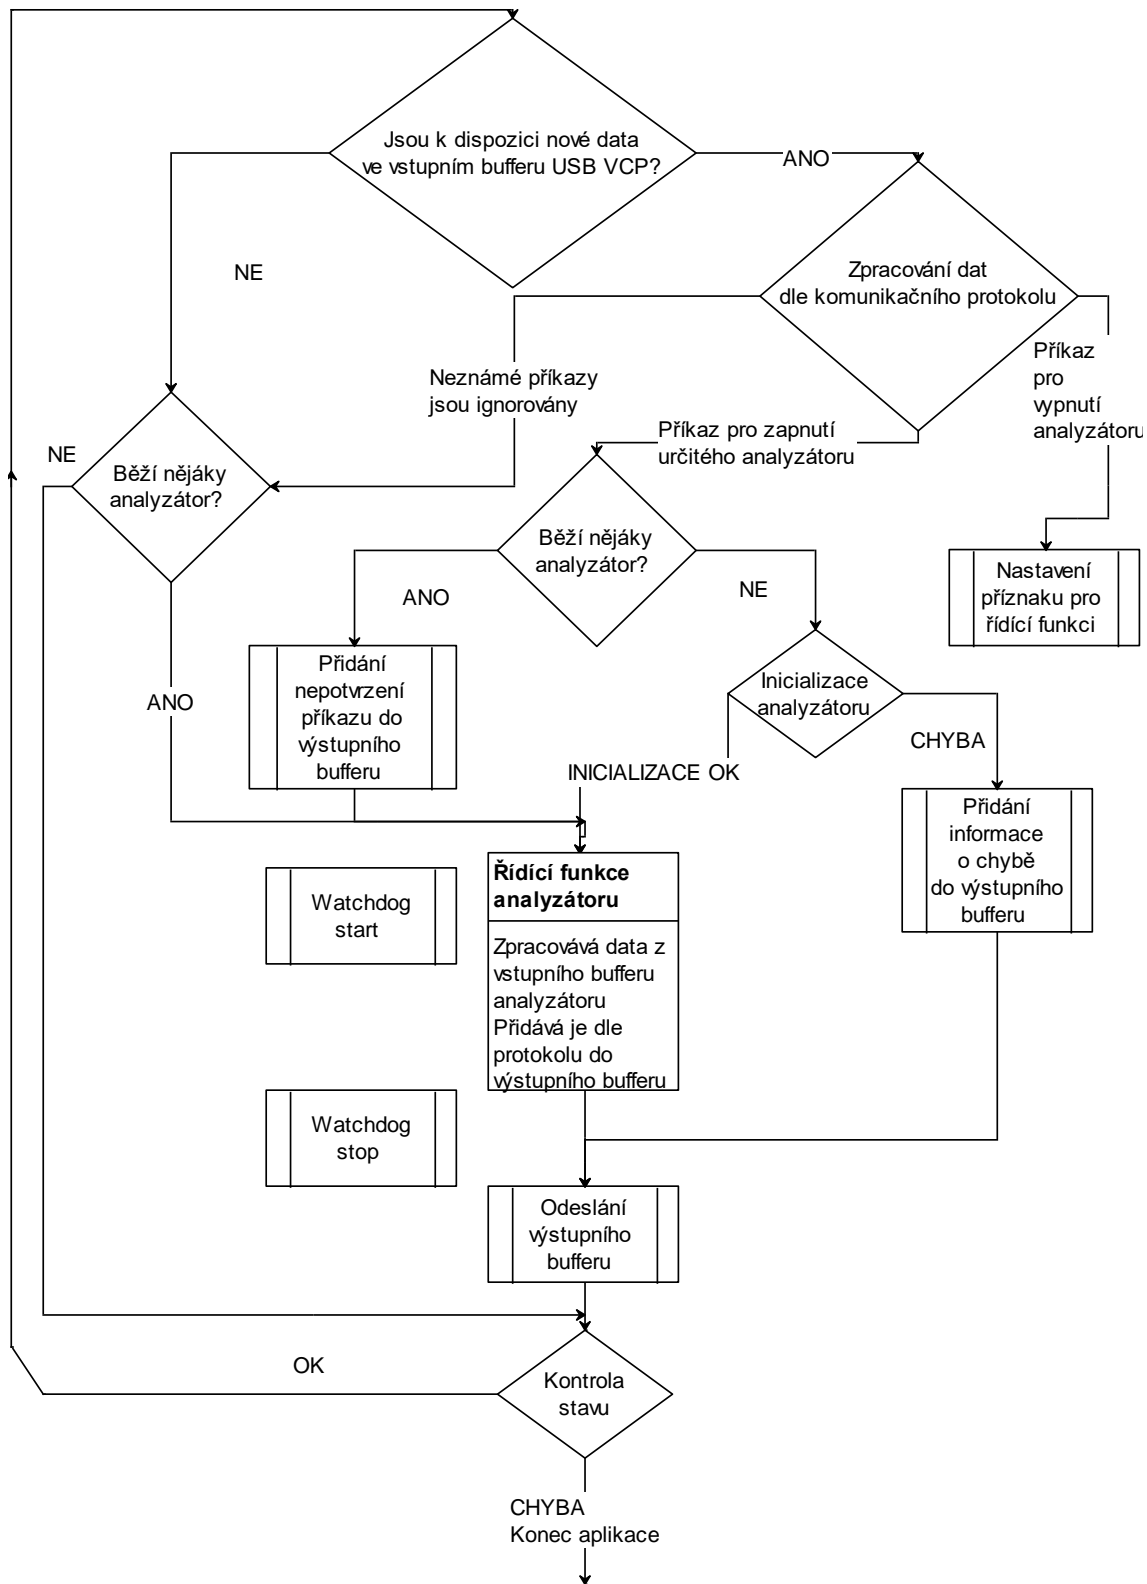 Jsou k dispozici nové data
ve vstupním bufferu USB VCP?
ANO
NE
Zpracování dat
dle komunikačního protokolu
Příkaz
pro
vypnutí
analyzátoru
Neznámé příkazy
jsou ignorovány
Příkaz pro zapnutí
určitého analyzátoru
NE
Běží nějáky
analyzátor?
Běží nějáky
analyzátor?
Nastavení
příznaku pro
řídící funkci
ANO
NE
Přidání
nepotvrzení
příkazu do
výstupního
bufferu
Inicializace
analyzátoru
ANO
CHYBA
INICIALIZACE OK
Přidání
informace
o chybě
do výstupního
bufferu
Řídící funkce
analyzátoru
Watchdog
start
Zpracovává data z
vstupního bufferu
analyzátoru
Přidává je dle
protokolu do
výstupního bufferu
Watchdog
stop
Odeslání
výstupního
bufferu
OK
Kontrola
stavu
CHYBA
Konec aplikace